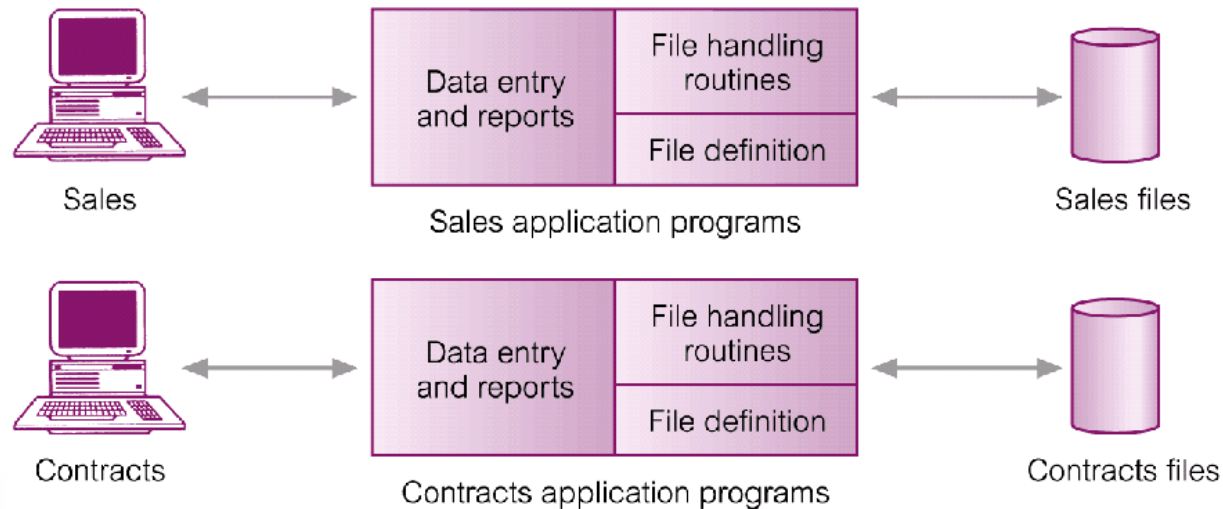 Data entry
and reports
File handling
routines
File definition
Sales
Sales application programs
Sales files
Data entry
and reports
File handling
routines
File definition
Contracts
Contracts application programs
Contracts files